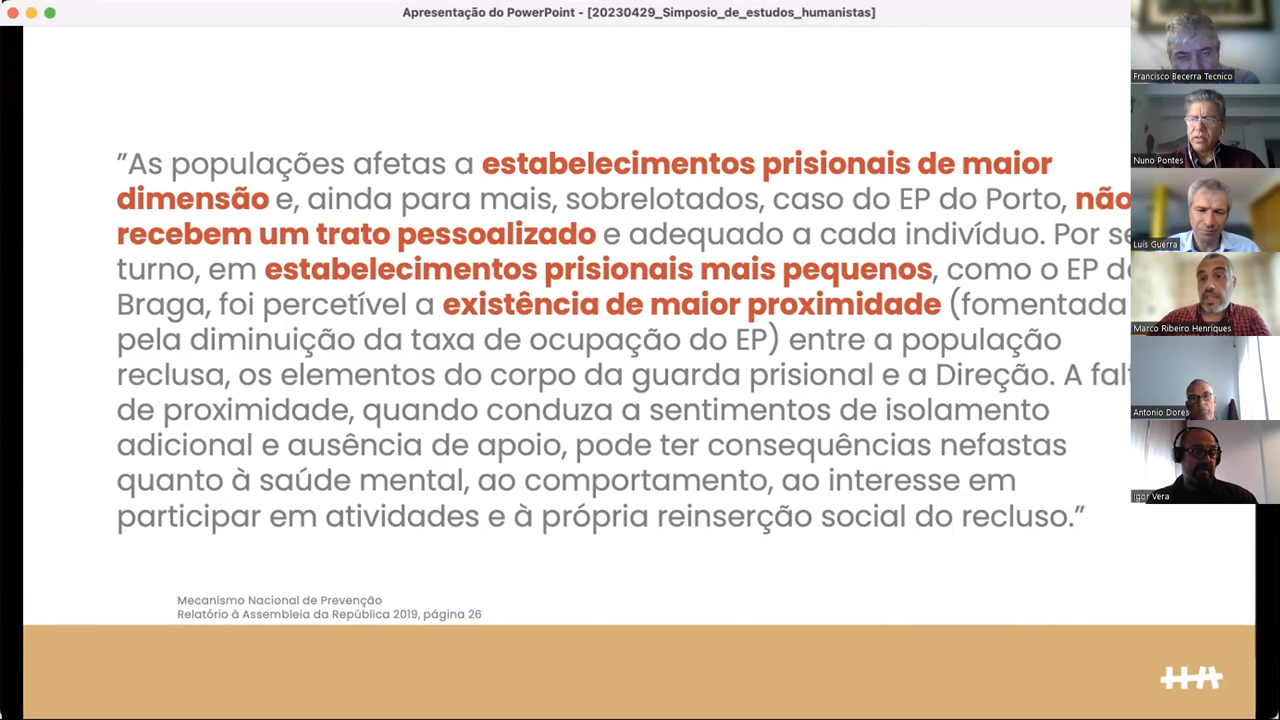 Apresentação do PowerPoint - [20230429_Simposio_de_estudos_humanistas]
”As populações afetas a estabelecimentos prisionais de maior
dimensão e, ainda para mais, sobrelotados, caso do EP do Porto, não
recebem um trato pessoalizado e adequado a cada indivíduo. Por se
turno, em estabelecimentos prisionais mais pequenos, como o EP de
Braga, foi percetível a existência de maior proximidade (fomentada
pela diminuição da taxa de ocupação do EP) entre a população
reclusa, os elementos do corpo da guarda prisional e a Direção. A falt
de proximidade, quando conduza a sentimentos de isolamento
adicional e ausência de apoio, pode ter consequências nefastas
quanto à saúde mental, ao comportamento, ao interesse em
participar em atividades e à própria reinserção social do recluso.”
Mecanismo Nacional de Prevenção
Relatório à Assembleia da República 2019, página 26
Francisco Becerra Tecnico
Nuno Pontes
Luís Guerra
Marco Ribeiro Henriques
Antonio Dores
Igor Vera